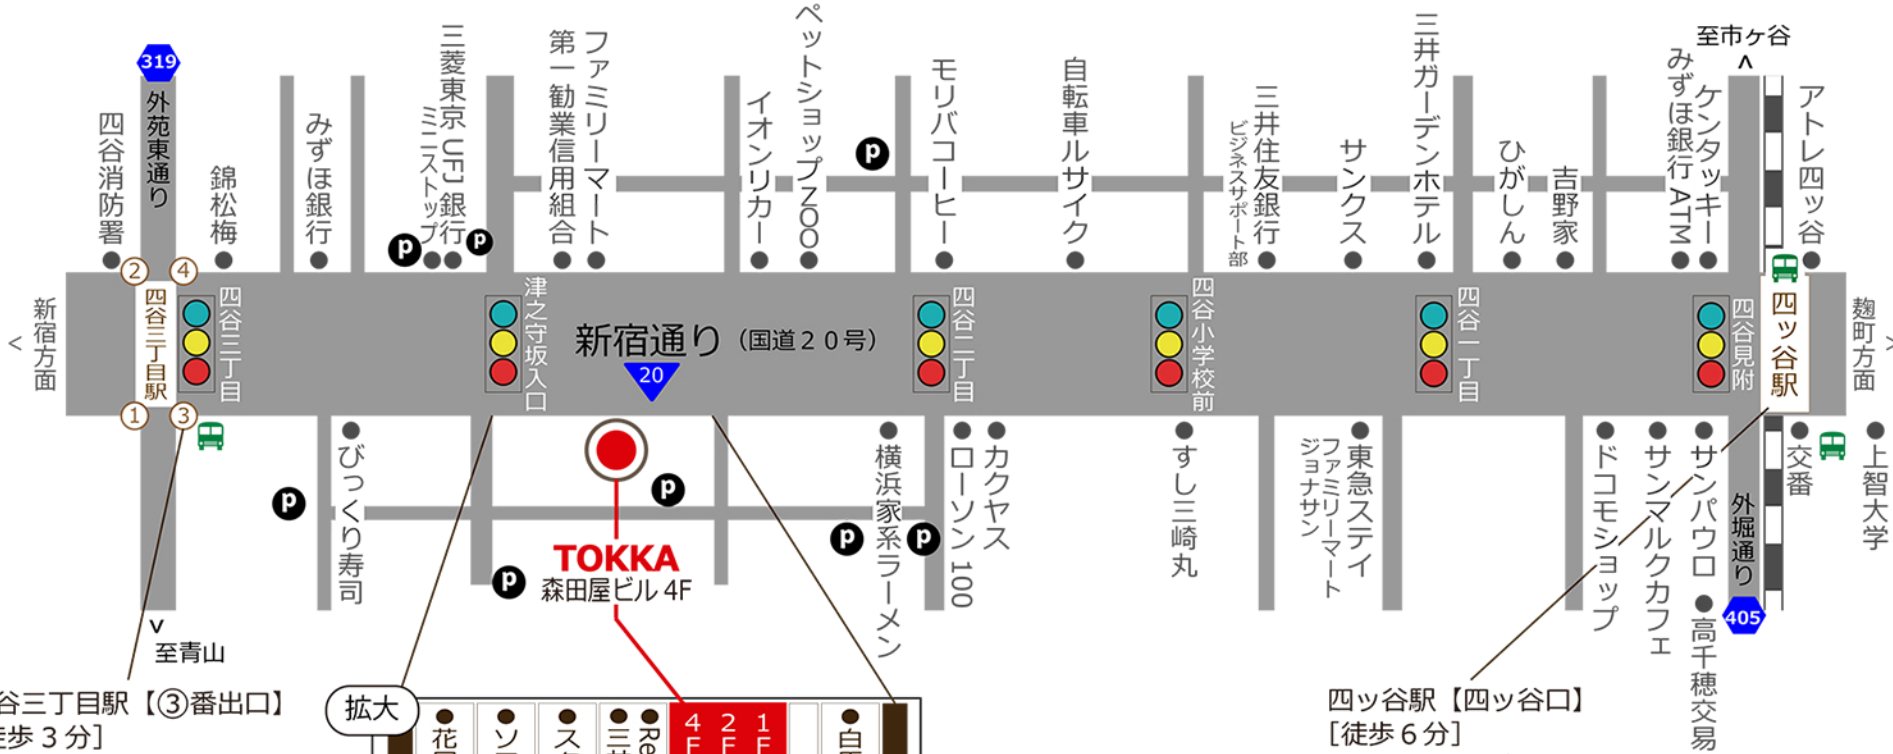 至市ヶ谷
319
外苑東通り
四谷消防署
錦松梅
みずほ銀行
三菱東京 UFJ 銀行
ミニストップ
第一勧業信用組合
ファミリーマート
イオンリカー
ペットショップZOO
モリバコーヒー
自転車ルサイク
三井住友銀行
ビジネスサポート部
サンクス
三井ガーデンホテル
ひがしん
吉野家
みずほ銀行 ATM
ケンタッキー
アトレ四ッ谷
p
p
p
2
4
<
新宿方面
四谷三丁目駅
四谷三丁目
津之守坂入口
新宿通り
(国道20号)
20
四谷二丁目
四谷小学校前
四谷一丁目
四谷見附
四ッ谷駅
麹町方面
>
1
3
びっくり寿司
横浜家系ラーメン
ローソン 100
カクヤス
すし三崎丸
東急ステイ
ファミリーマート
ジョナサン
ドコモショップ
サンマルクカフェ
サンパウロ
高千穂交易
外堀通り
405
交番
上智大学
p
p
p
p
p
TOKKA
森田屋ビル 4F
至青山
谷三丁目駅【③番出口】
歩 3 分]
四ッ谷駅【四ッ谷口】
[徒歩 6 分]
拡大
花
ソ
ス
三
Re
4F
2F
1F
白